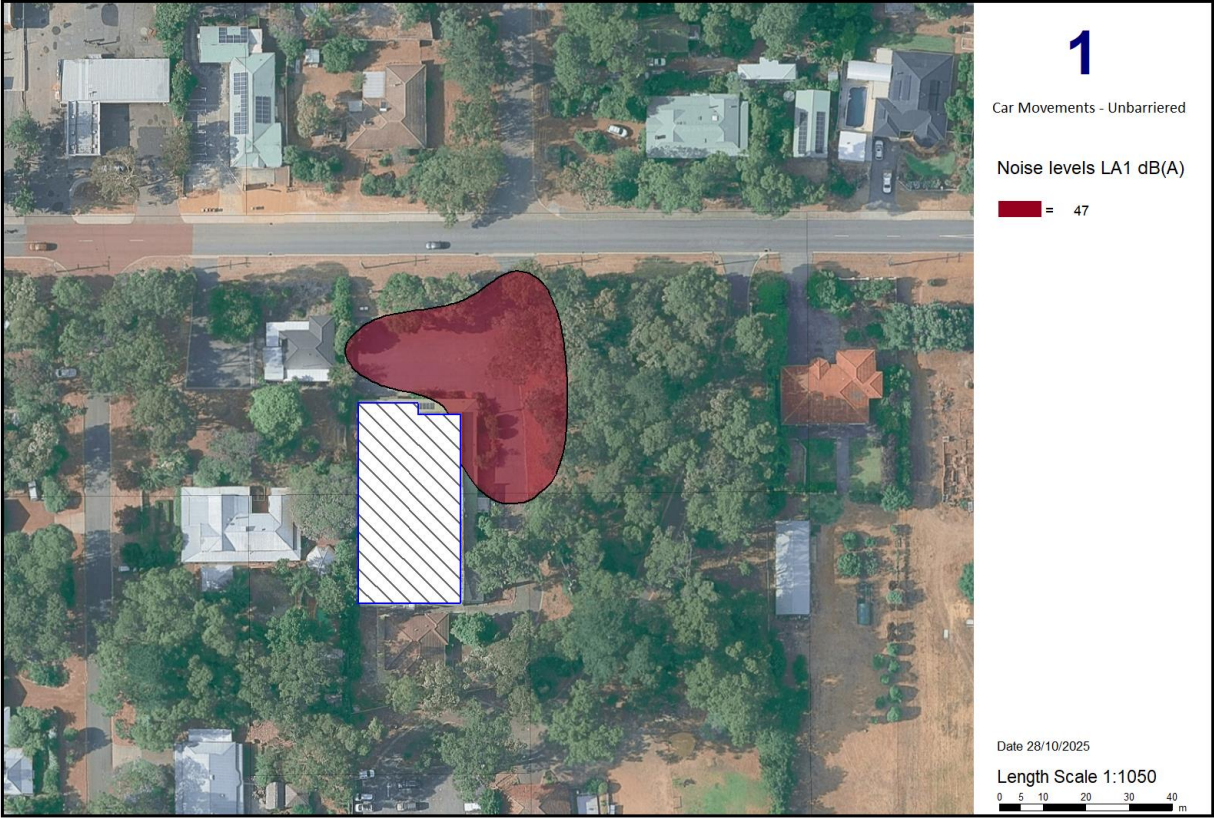 1
Car Movements - Unbarriered
Noise levels LA1 dB(A)
= 47
Date 28/10/2025
Length Scale 1:1050
0 5 10 20 30 40
m